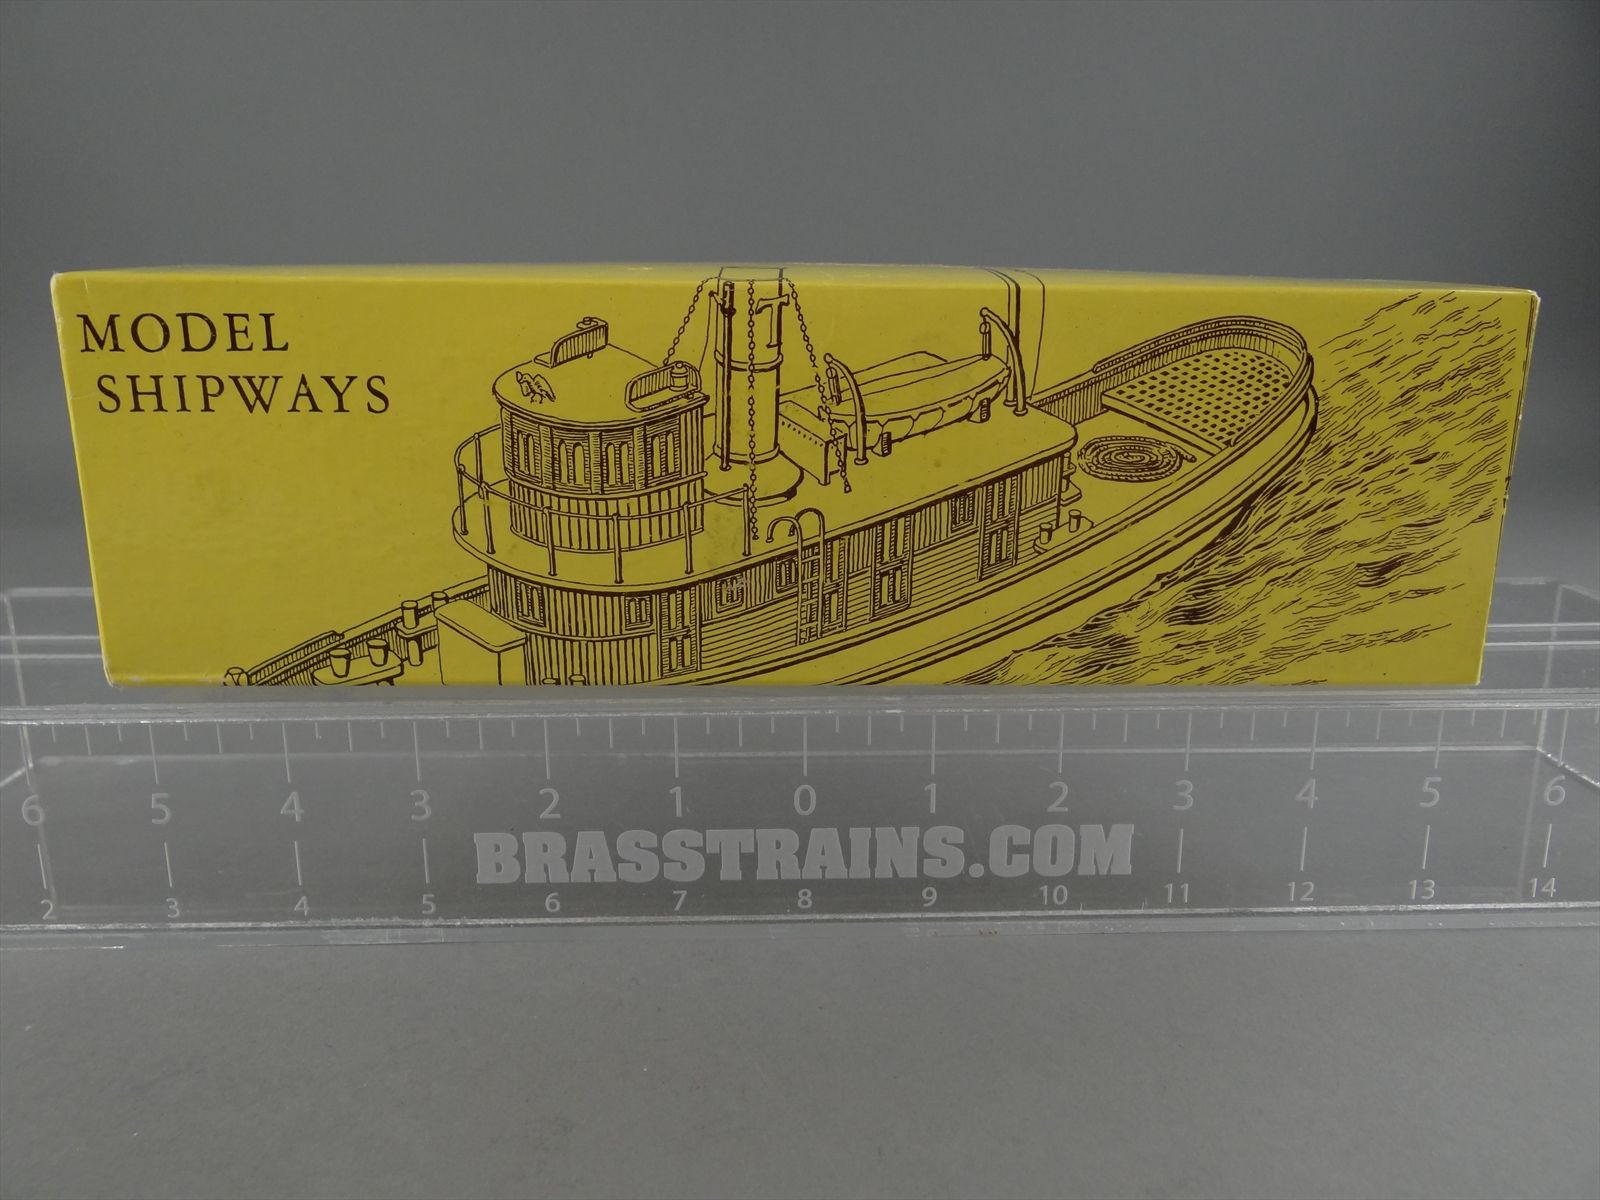 MODEL
SHIPWAYS
T
6 5 4 3 2 1 0 1 2 3 4 5 6
BRASSTRAINS.COM
2 3 4 5 6 7 8 9 10 11 12 13 14